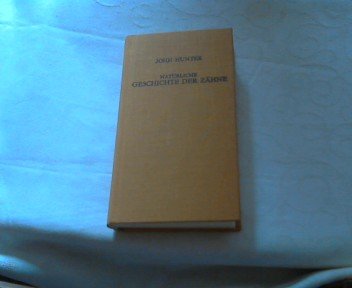 JOHN HUNTER
NATÜRLICHE
GESCHICHTE DER ZÄHNE